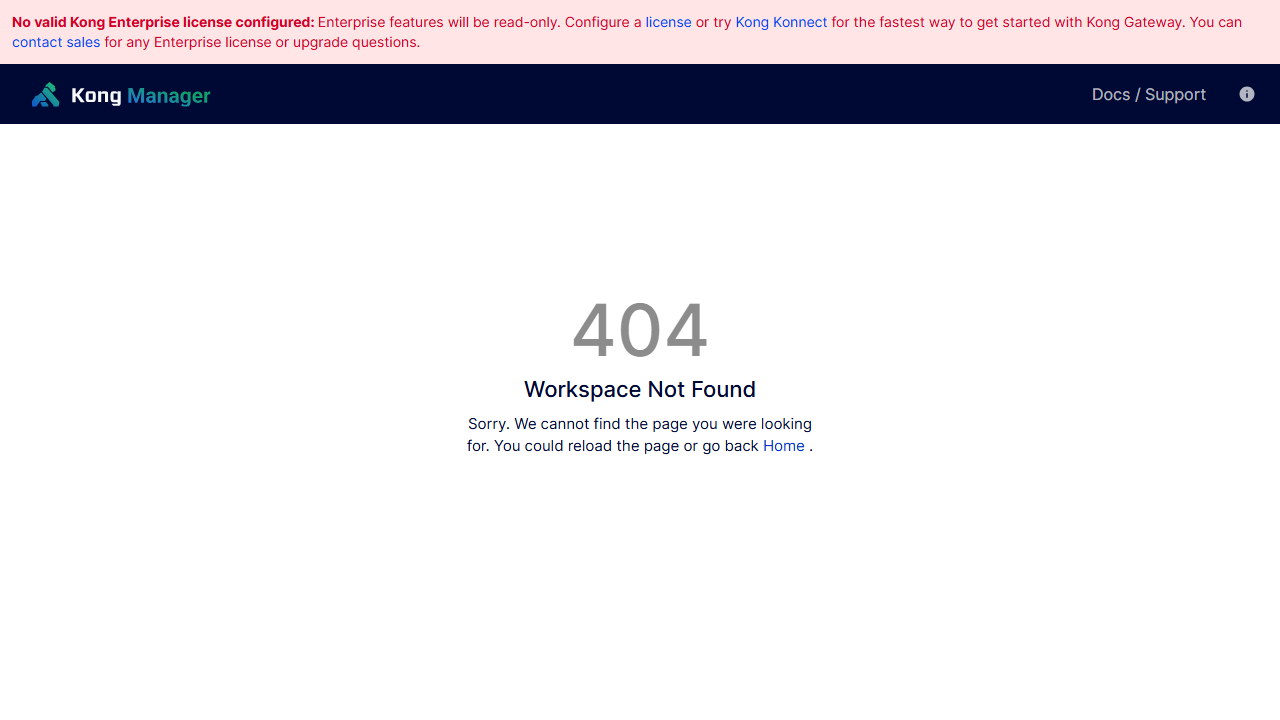 No valid Kong Enterprise license configured: Enterprise features will be read-only. Configure a license or try Kong Konnect for the fastest way to get started with Kong Gateway. You can
contact sales for any Enterprise license or upgrade questions.
Kong Manager
Docs / Support
404
Workspace Not Found
Sorry. We cannot find the page you were looking
for. You could reload the page or go back Home .